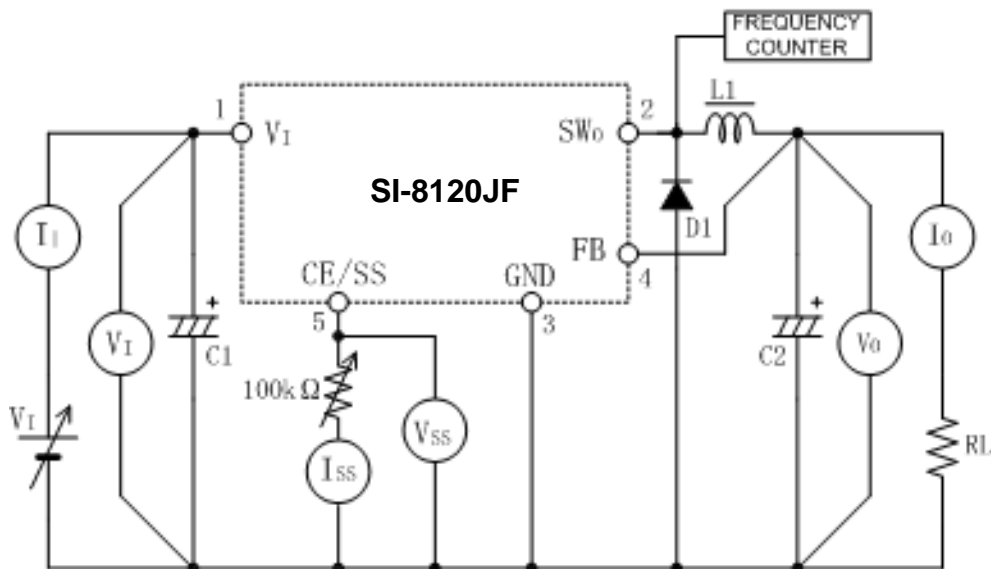 FREQUENCY
COUNTER
L1
1
VI
SWO
2
SI-8120JF
II
D1
IO
FB
4
CE/SS
GND
5
3
VI
C1
C2
VO
100kΩ
VSS
VI
ISS
RL
+
+